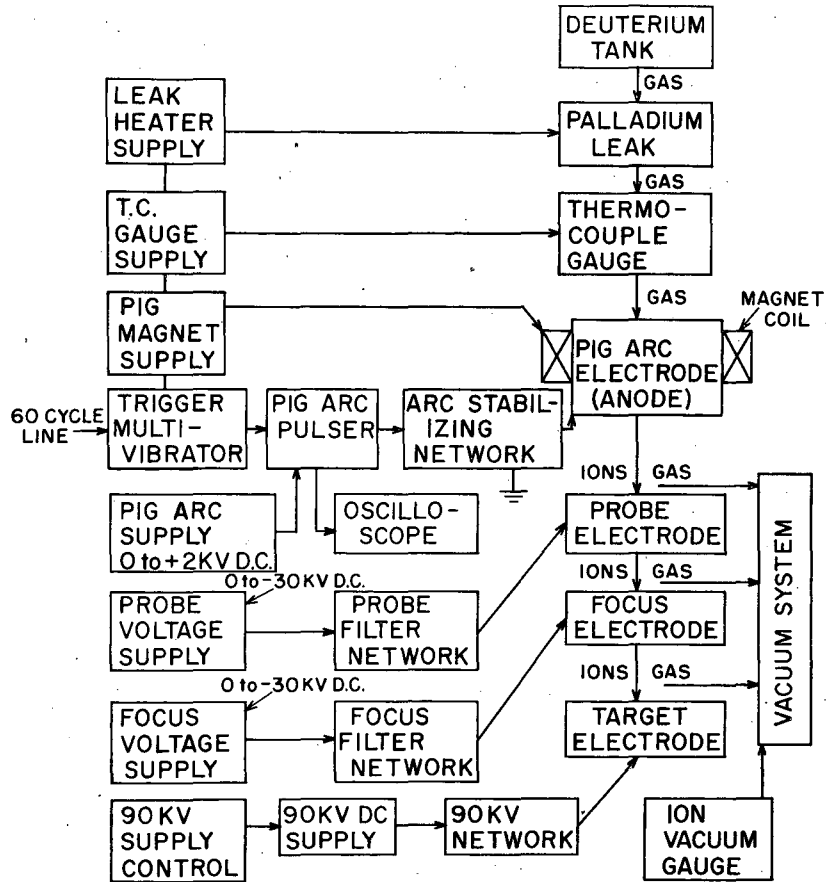 DEUTERIUM
TANK
GAS
LEAK
HEATER
SUPPLY
PALLADIUM
LEAK
GAS
T.C.
GAUGE
SUPPLY
THERMO-
COUPLE
GAUGE
GAS
MAGNET
COIL
PIG
MAGNET
SUPPLY
PIG ARC
ELECTRODE
(ANODE)
60 CYCLE
LINE
TRIGGER
MULTI-
VIBRATOR
PIG ARC
PULSER
ARC STABIL-
IZING
NETWORK
IONS GAS
PIG ARC
SUPPLY
0 to +2KV D.C.
OSCILLO-
SCOPE
PROBE
ELECTRODE
VACUUM SYSTEM
0 to -30KV D.C.
IONS GAS
PROBE
VOLTAGE
SUPPLY
PROBE
FILTER
NETWORK
FOCUS
ELECTRODE
IONS GAS
0 to -30KV D.C.
FOCUS
VOLTAGE
SUPPLY
FOCUS
FILTER
NETWORK
TARGET
ELECTRODE
90KV
SUPPLY
CONTROL
90KV DC
SUPPLY
90KV
NETWORK
ION
VACUUM
GAUGE